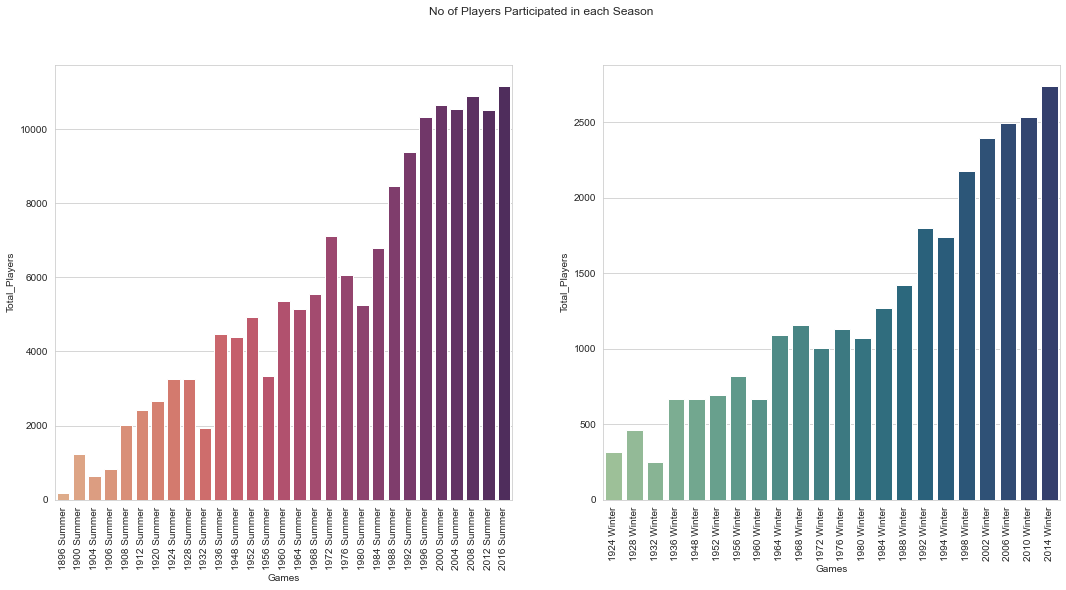 No of Players Participated in each Season
Total_Players
10000
8000
6000
4000
2000
0
1896 Summer
1900 Summer
1904 Summer
1906 Summer
1908 Summer
1912 Summer
1920 Summer
1924 Summer
1928 Summer
1932 Summer
1936 Summer
1948 Summer
1952 Summer
1956 Summer
1960 Summer
1964 Summer
1968 Summer
1972 Summer
1976 Summer
1980 Summer
1984 Summer
1988 Summer
1992 Summer
1996 Summer
2000 Summer
2004 Summer
2008 Summer
2012 Summer
2016 Summer
Games
Total_Players
2500
2000
1500
1000
500
0
1924 Winter
1928 Winter
1932 Winter
1936 Winter
1948 Winter
1952 Winter
1956 Winter
1960 Winter
1964 Winter
1968 Winter
1972 Winter
1976 Winter
1980 Winter
1984 Winter
1988 Winter
1992 Winter
1994 Winter
1998 Winter
2002 Winter
2006 Winter
2010 Winter
2014 Winter
Games